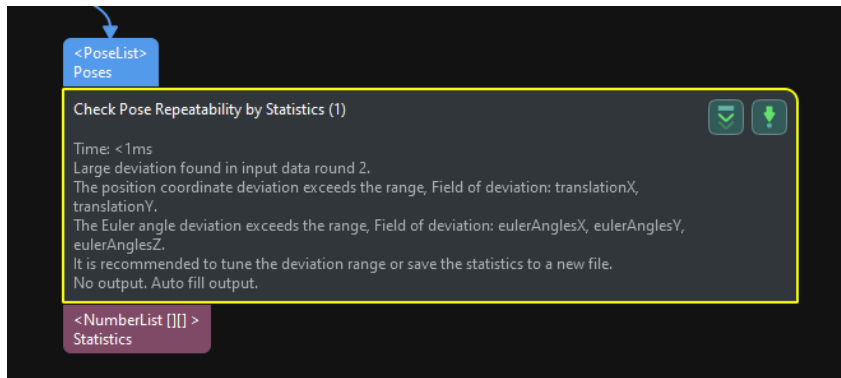 <PoseList>
Poses
Check Pose Repeatability by Statistics (1)
Time: <1ms
Large deviation found in input data round 2.
The position coordinate deviation exceeds the range, Field of deviation: translationX,
translationY.
The Euler angle deviation exceeds the range, Field of deviation: eulerAnglesX, eulerAnglesY,
eulerAnglesZ.
It is recommended to tune the deviation range or save the statistics to a new file.
No output. Auto fill output.
<NumberList [][] >
Statistics